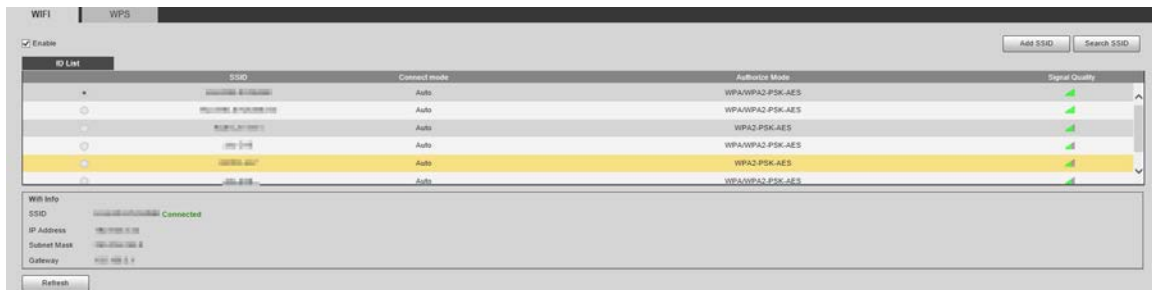 WIFI WPS
Enable Add SSID Search SSID
ID List
SSID Connect mode Authorize Mode Signal Quality
Auto WPA/WPA2-PSK-AES
Auto WPA/WPA2-PSK-AES
Auto WPA2-PSK-AES
Auto WPA/WPA2-PSK-AES
Auto WPA2-PSK-AES
Auto WPA/WPA2-PSK-AES
Wifi Info
SSID Connected
IP Address
Subnet Mask
Gateway
Refresh